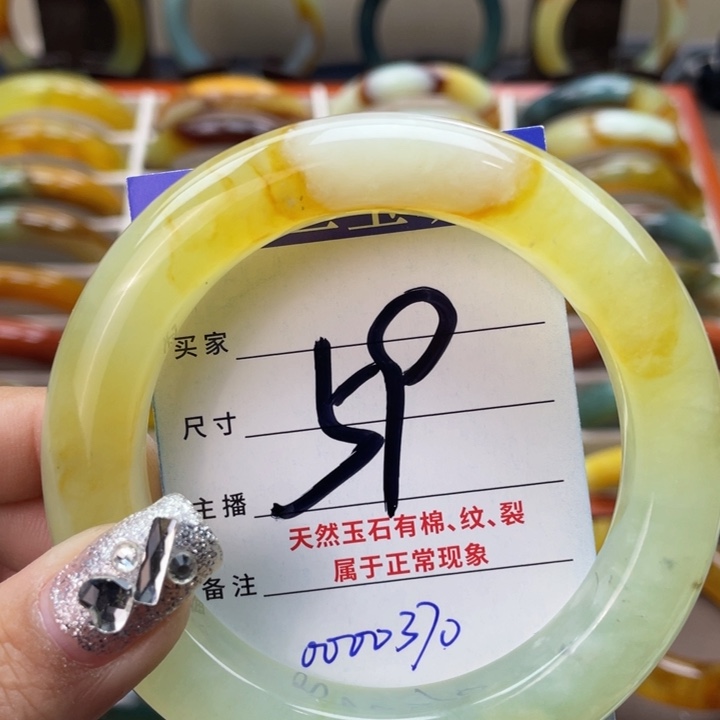 买家
59
尺寸
主播
天然玉石有棉、纹、裂
属于正常现象
备注
0000370